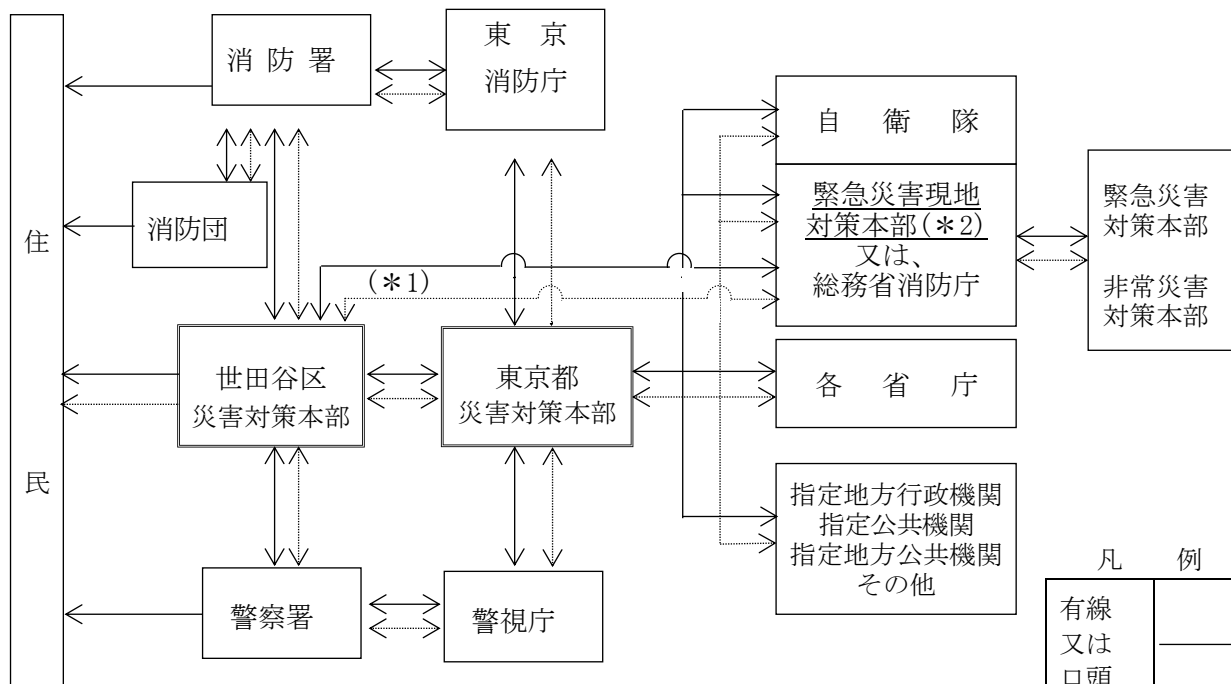 消防署
東京
消防庁
自衛隊
消防団
緊急災害現地
対策本部(＊2)
又は、
総務省消防庁
緊急災害
対策本部
非常災害
対策本部
住民
(＊1)
世田谷区
災害対策本部
東京都
災害対策本部
各省庁
指定地方行政機関
指定公共機関
指定地方公共機関
その他
警察署
警視庁
凡例
有線
又は
口頭